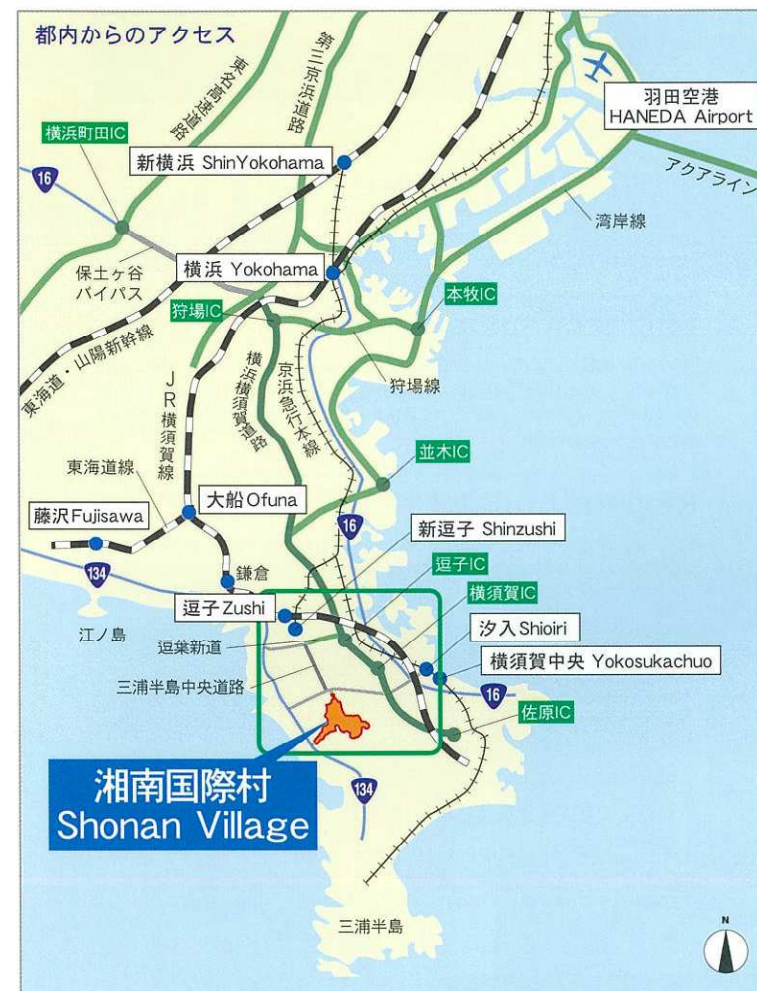 都内からのアクセス
東名高速道路
第三京浜道路
羽田空港
HANEDA Airport
横浜町田IC
新横浜 ShinYokohama
16
アクアライン
湾岸線
保土ヶ谷
バイパス
横浜 Yokohama
本牧IC
狩場IC
東海道・山陽新幹線
JR横須賀線
横浜横須賀道路
京浜急行本線
狩場線
東海道線
並木IC
大船 Ofuna
藤沢 Fujisawa
16
新逗子 Shinzushi
134
鎌倉
逗子IC
横須賀IC
逗子 Zushi
江ノ島
汐入 Shioiri
逗葉新道
横須賀中央 Yokosukachuo
三浦半島中央道路
16
佐原IC
湘南国際村
Shonan Village
134
三浦半島
N